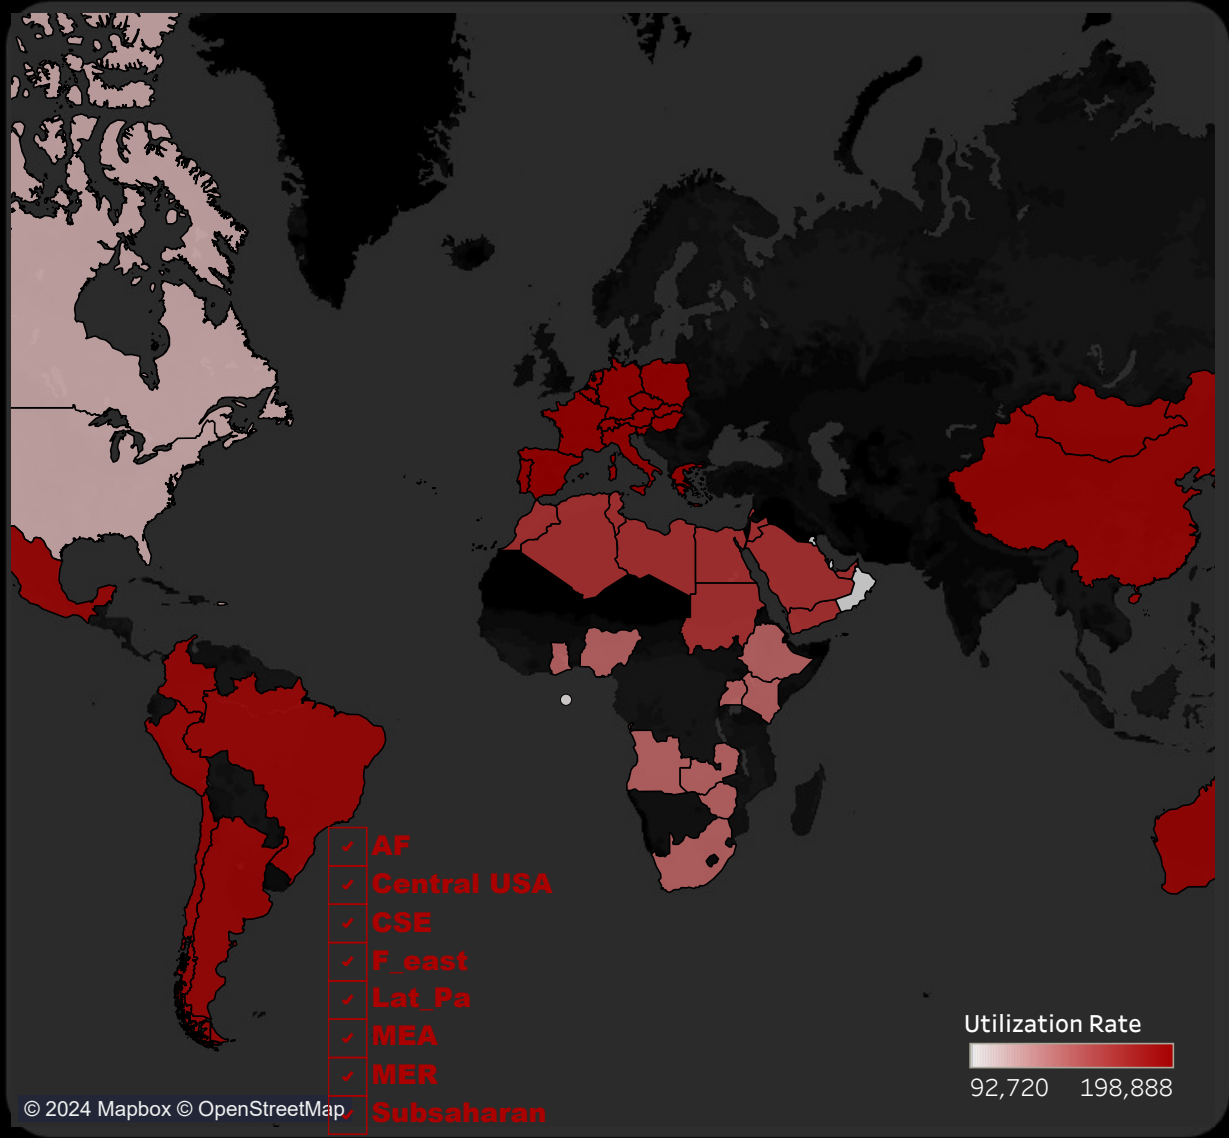 AF
Central USA
CSE
F_east
Lat_Pa
MEA
MER
Subsaharan
Utilization Rate
92,720 198,888
© 2024 Mapbox © OpenStreetMap